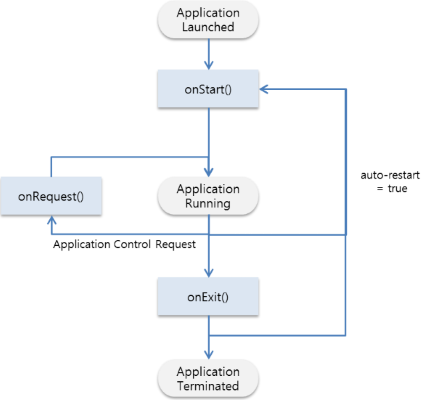 Application
Launched
onStart()
auto-restart
= true
onRequest()
Application
Running
Application Control Request
onExit()
Application
Terminated